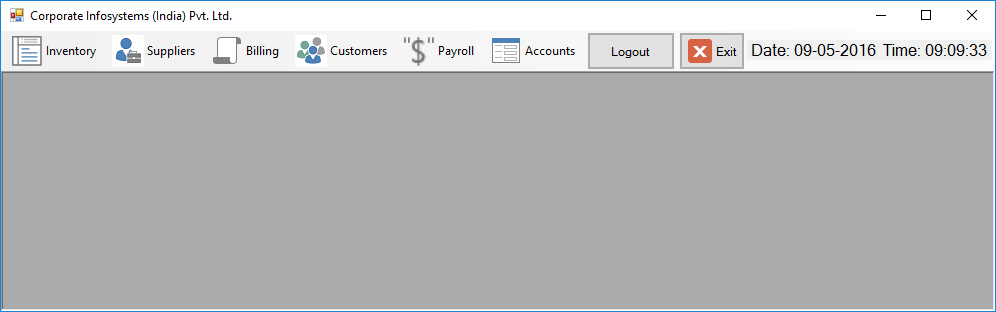 Corporate Infosystems (India) Pvt. Ltd.
Inventory Suppliers Billing Customers "$" Payroll Accounts Logout Exit Date: 09-05-2016 Time: 09:09:33